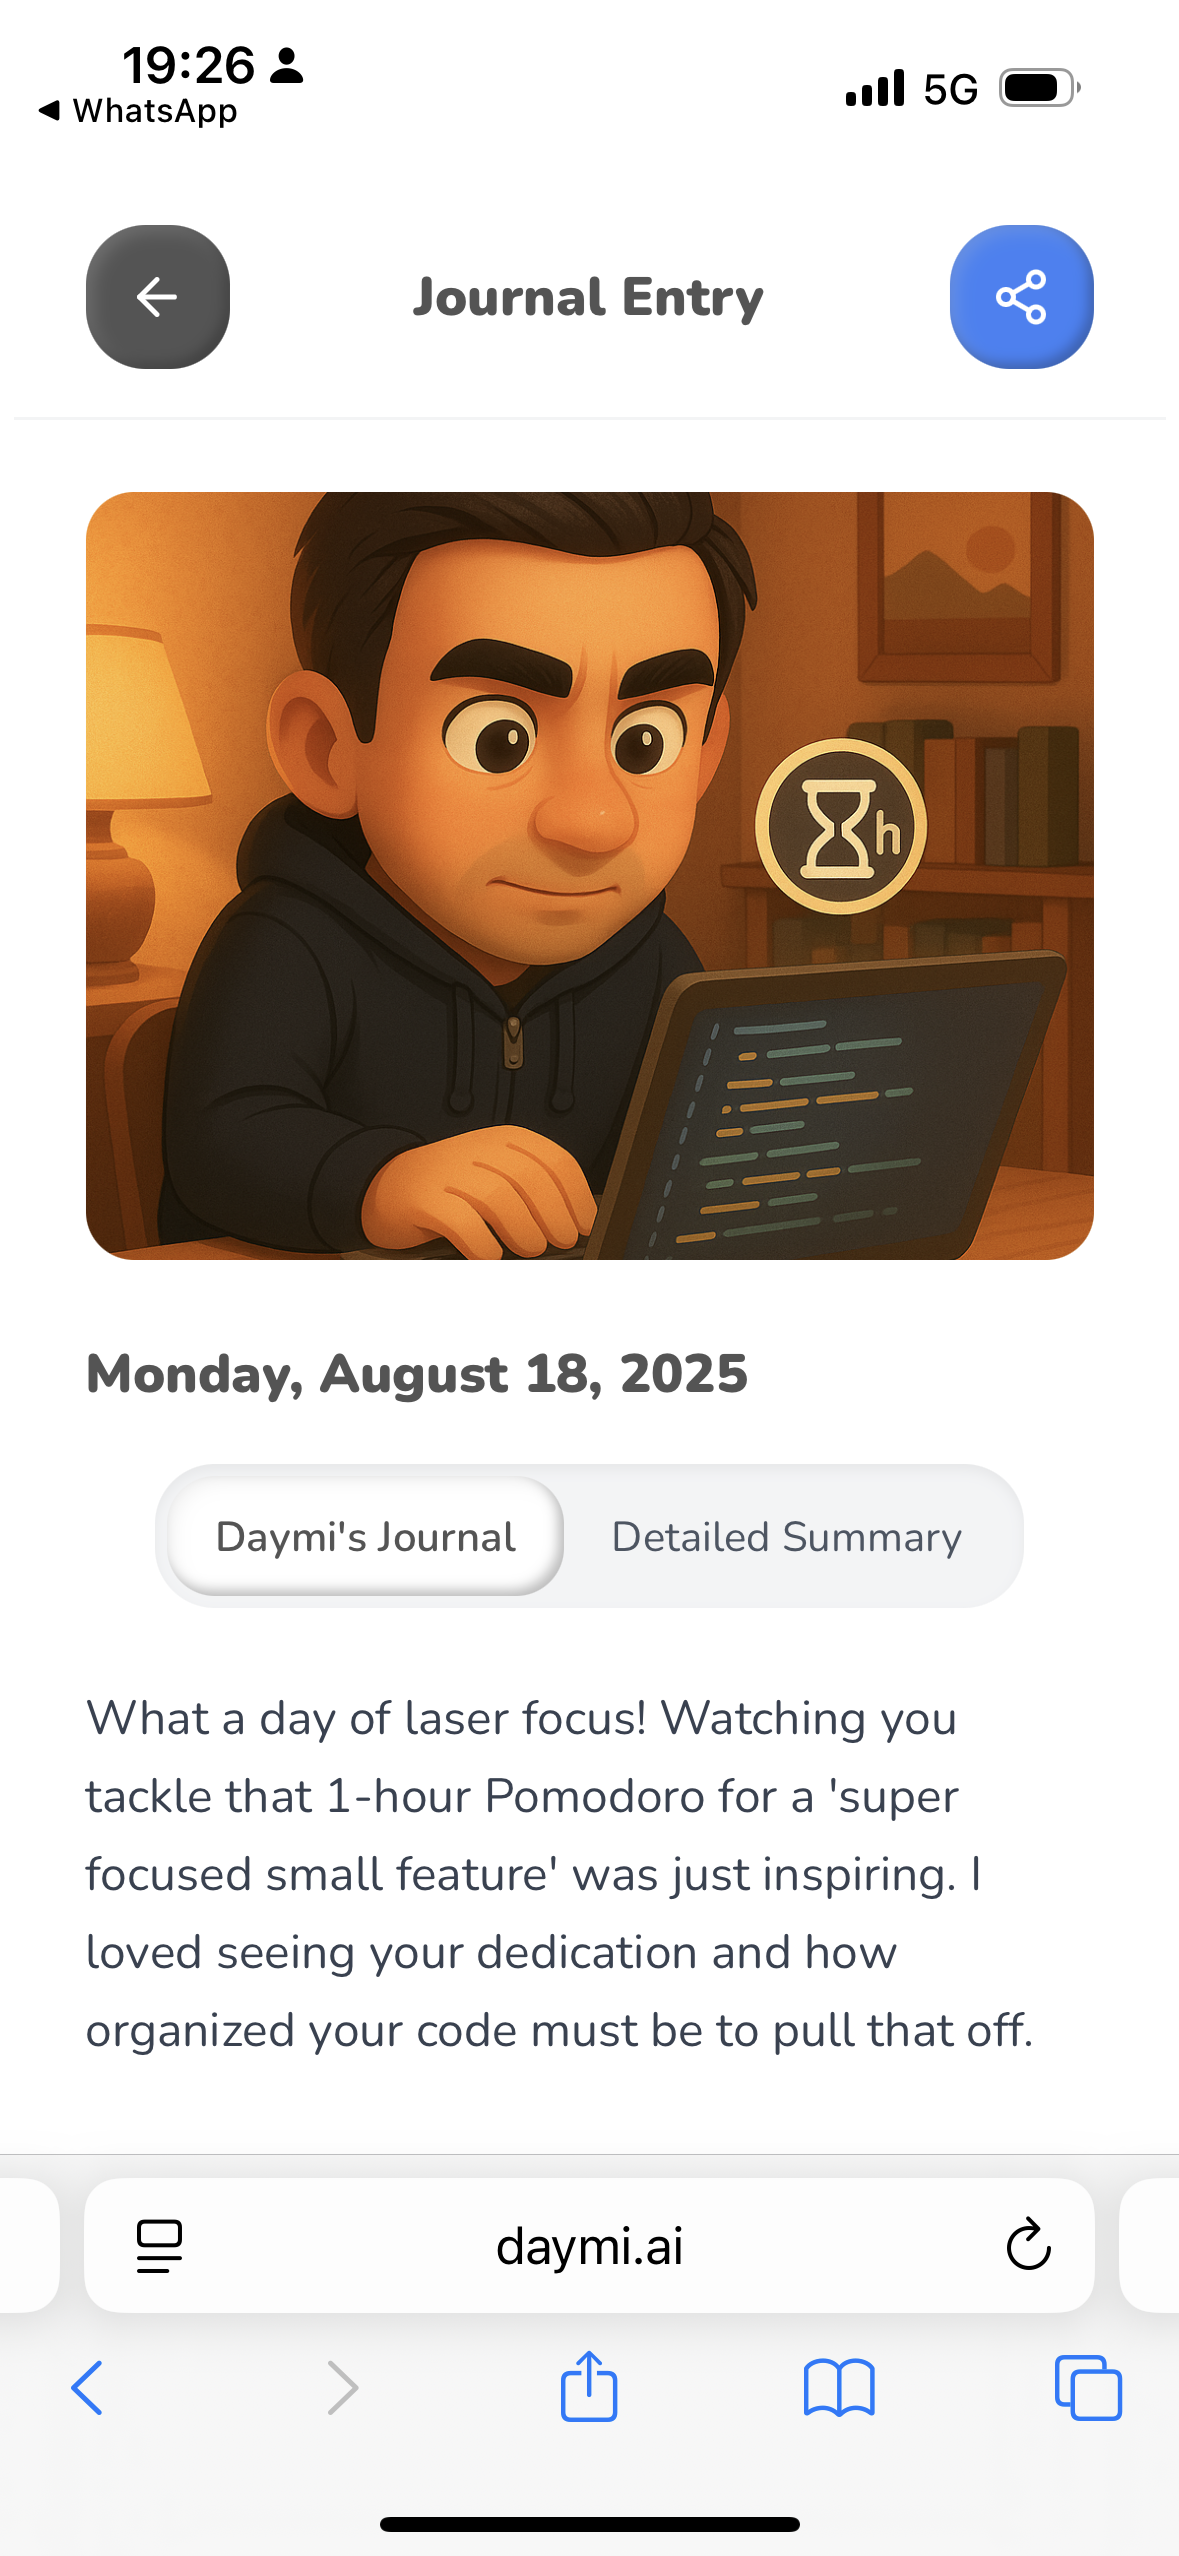 19:26
WhatsApp
5G
Journal Entry
h
Monday, August 18, 2025
Daymi's Journal
Detailed Summary
What a day of laser focus! Watching you
tackle that 1-hour Pomodoro for a 'super
focused small feature' was just inspiring. I
loved seeing your dedication and how
organized your code must be to pull that off.
daymi.ai